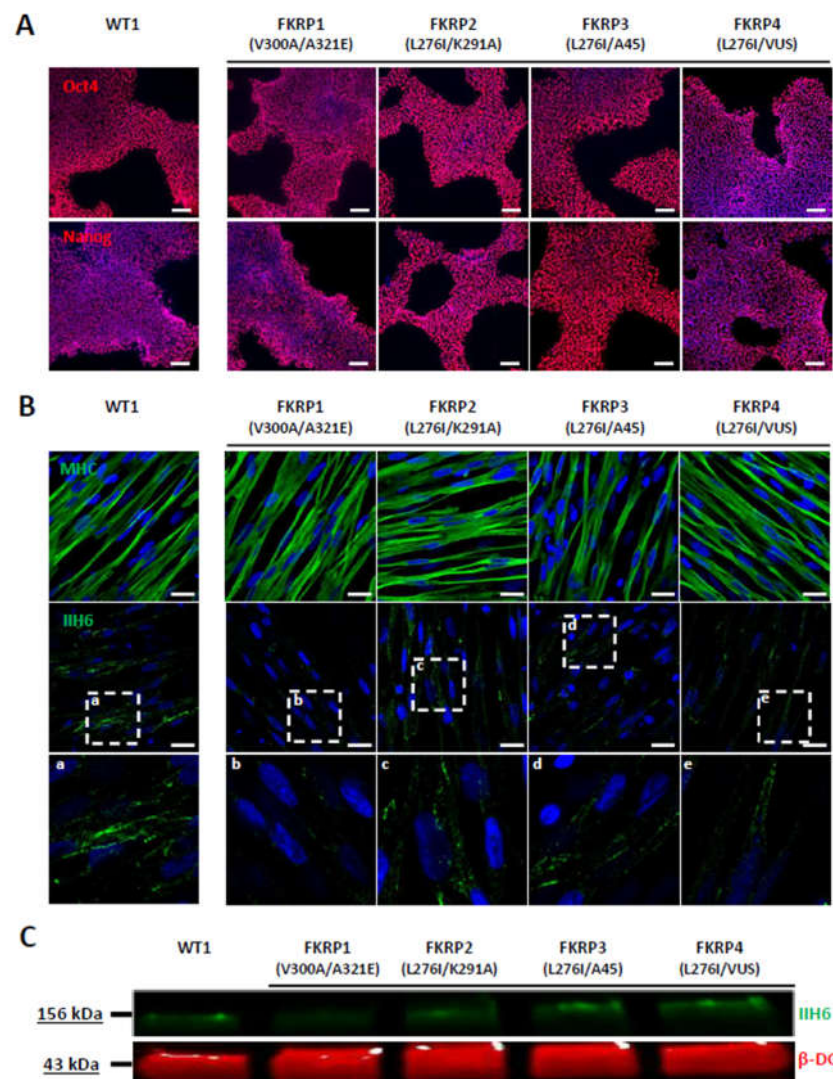 A
WT1 FKRP1 FKRP2 FKRP3 FKRP4
(V300A/A321E) (L276I/K291A) (L276I/A45) (L276I/VUS)
Oct4
Nanog
B
WT1 FKRP1 FKRP2 FKRP3 FKRP4
(V300A/A321E) (L276I/K291A) (L276I/A45) (L276I/VUS)
MHC
IIH6
a b c d e
a b c d e
C
WT1 FKRP1 FKRP2 FKRP3 FKRP4
(V300A/A321E) (L276I/K291A) (L276I/A45) (L276I/VUS)
156 kDa IIH6
43 kDa β-DG